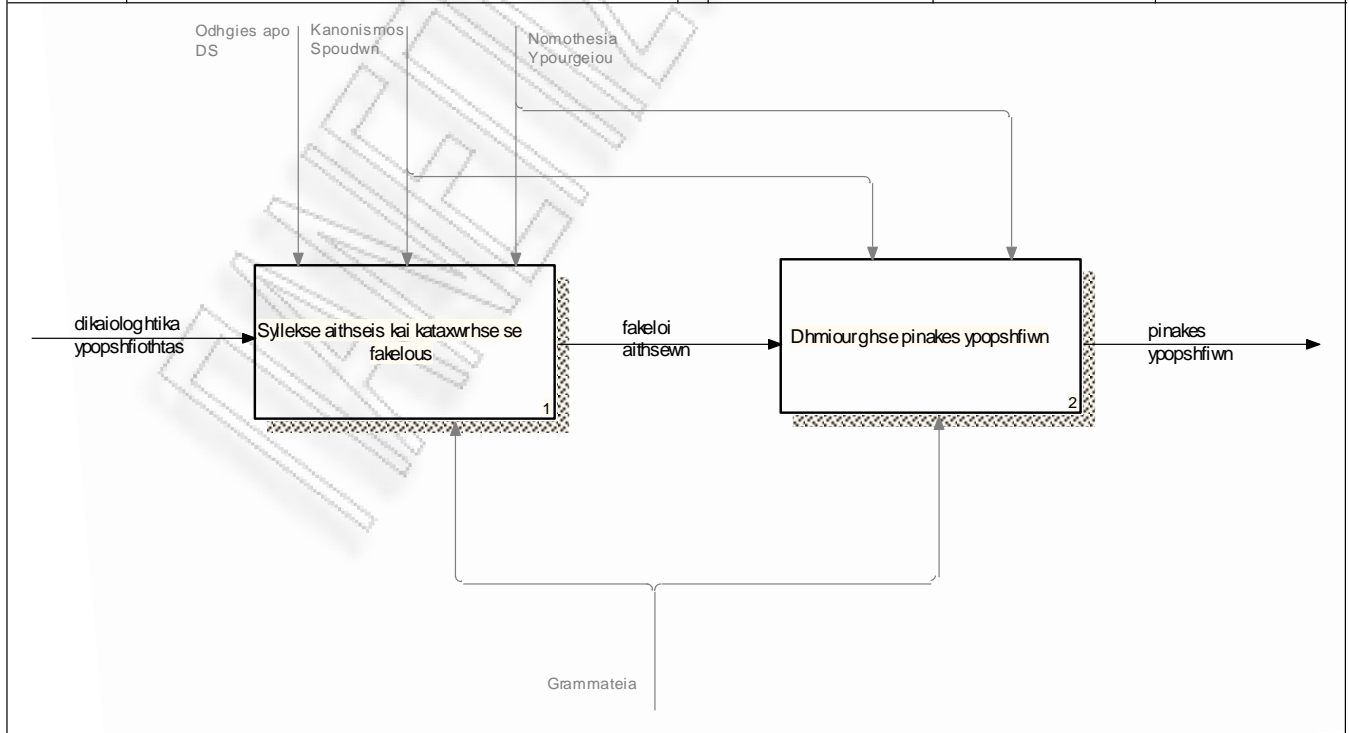 Odhgies apo
DS
Kanonismos
Spoudwn
Nomothesia
Ypourgeiou
dikaiologhtika
ypopshfiothtas
Syllekse aithseis kai kataxwrhse se
fakelous
1
fakeloi
aithsewn
Dhmiourghse pinakes ypopshfiwn
2
pinakes
ypopshfiwn
Grammateia